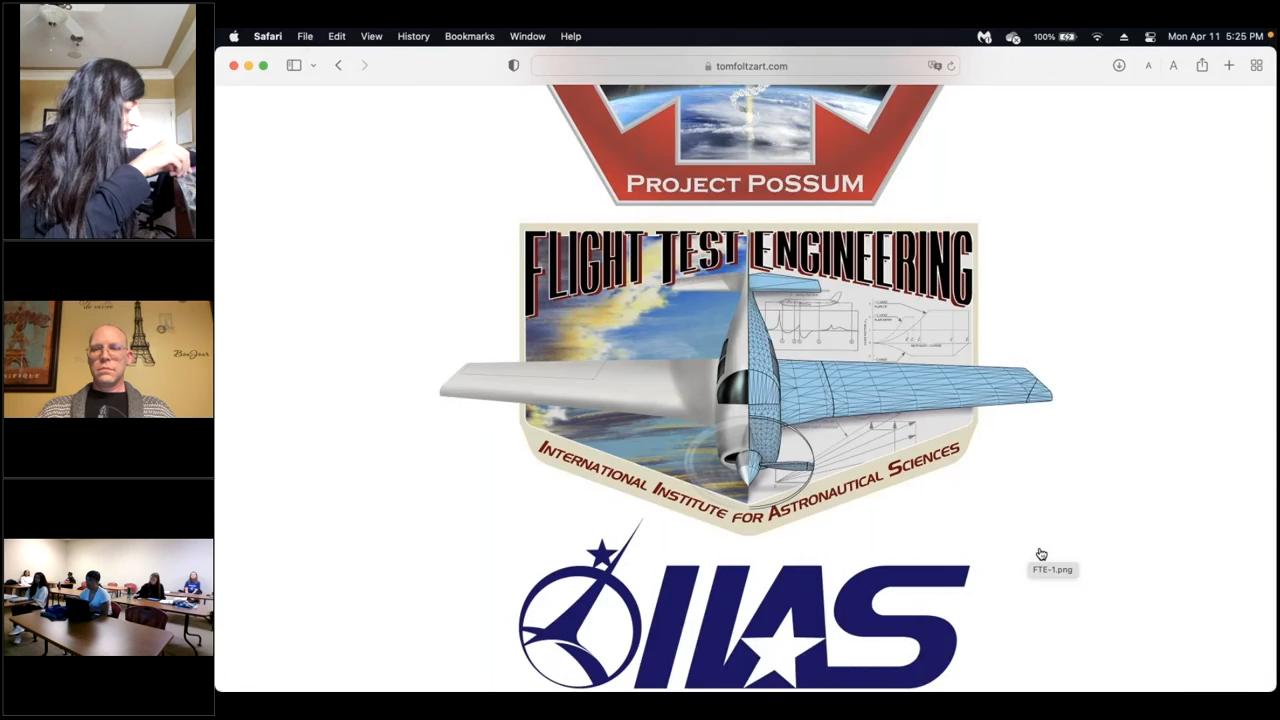 Safari File Edit View History Bookmarks Window Help 100% Mon Apr 11 5:25 PM
tomfoltzart.com
A A
PROJECT POSSUM
FLIGHT TEST ENGINEERING
INTERNATIONAL INSTITUTE FOR ASTRONAUTICAL SCIENCES
FTE-1.png
IIAS
BonJour